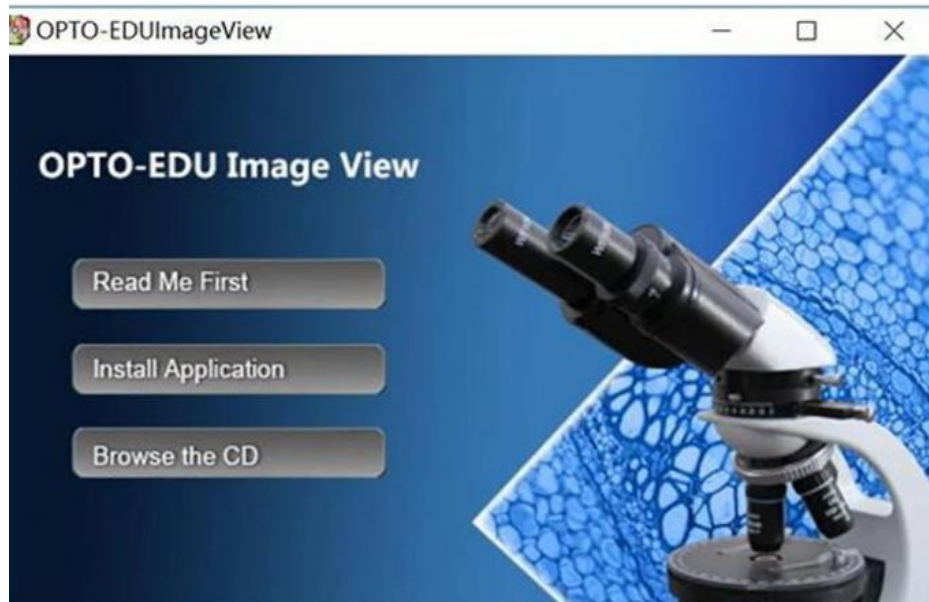 OPTO-EDUImageView
OPTO-EDU Image View
Read Me First
Install Application
Browse the CD